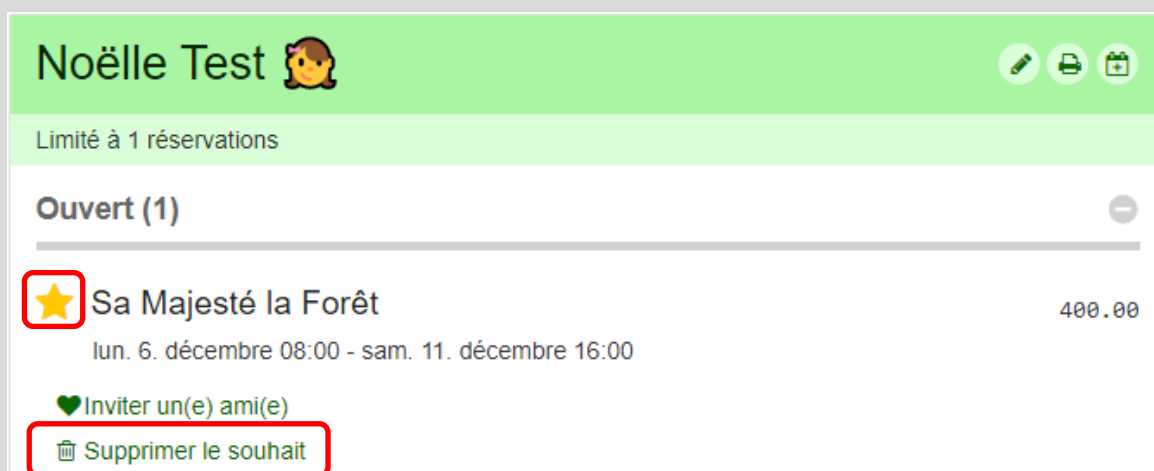 Noëlle Test
Limité à 1 réservations
Ouvert (1)
Sa Majesté la Forêt 400.00
lun. 6. décembre 08:00 - sam. 11. décembre 16:00
Inviter un(e) ami(e)
Supprimer le souhait